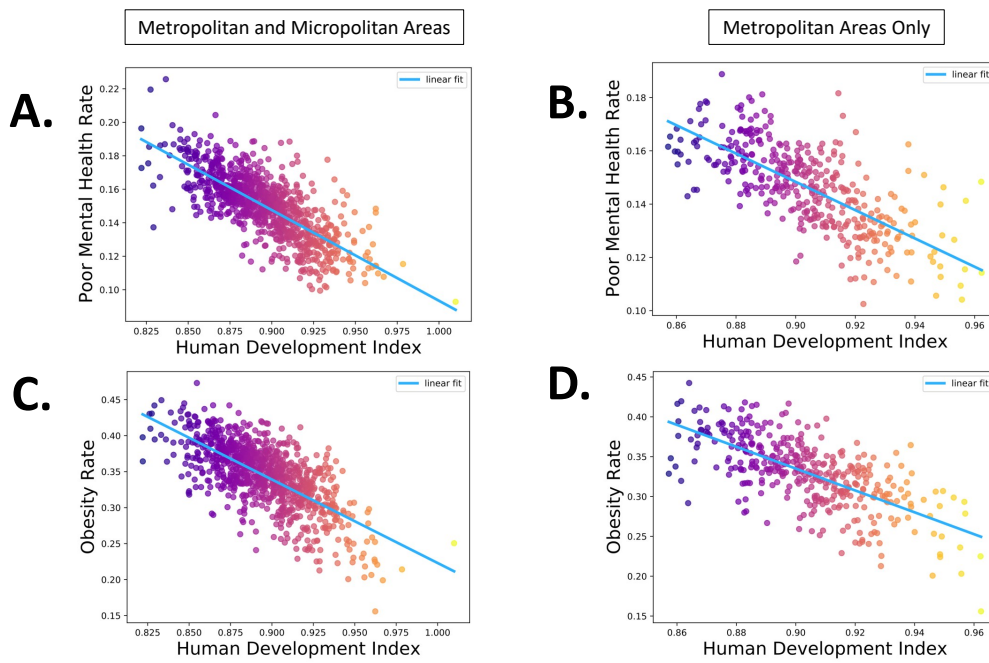 Metropolitan and Micropolitan Areas
Metropolitan Areas Only
A.
Poor Mental Health Rate
0.22
0.20
0.18
0.16
0.14
0.12
0.10
linear fit
0.825 0.850 0.875 0.900 0.925 0.950 0.975 1.000
Human Development Index
B.
Poor Mental Health Rate
0.18
0.16
0.14
0.12
0.10
linear fit
0.86 0.88 0.90 0.92 0.94 0.96
Human Development Index
C.
Obesity Rate
0.45
0.40
0.35
0.30
0.25
0.20
0.15
linear fit
0.825 0.850 0.875 0.900 0.925 0.950 0.975 1.000
Human Development Index
D.
Obesity Rate
0.45
0.40
0.35
0.30
0.25
0.20
0.15
linear fit
0.86 0.88 0.90 0.92 0.94 0.96
Human Development Index